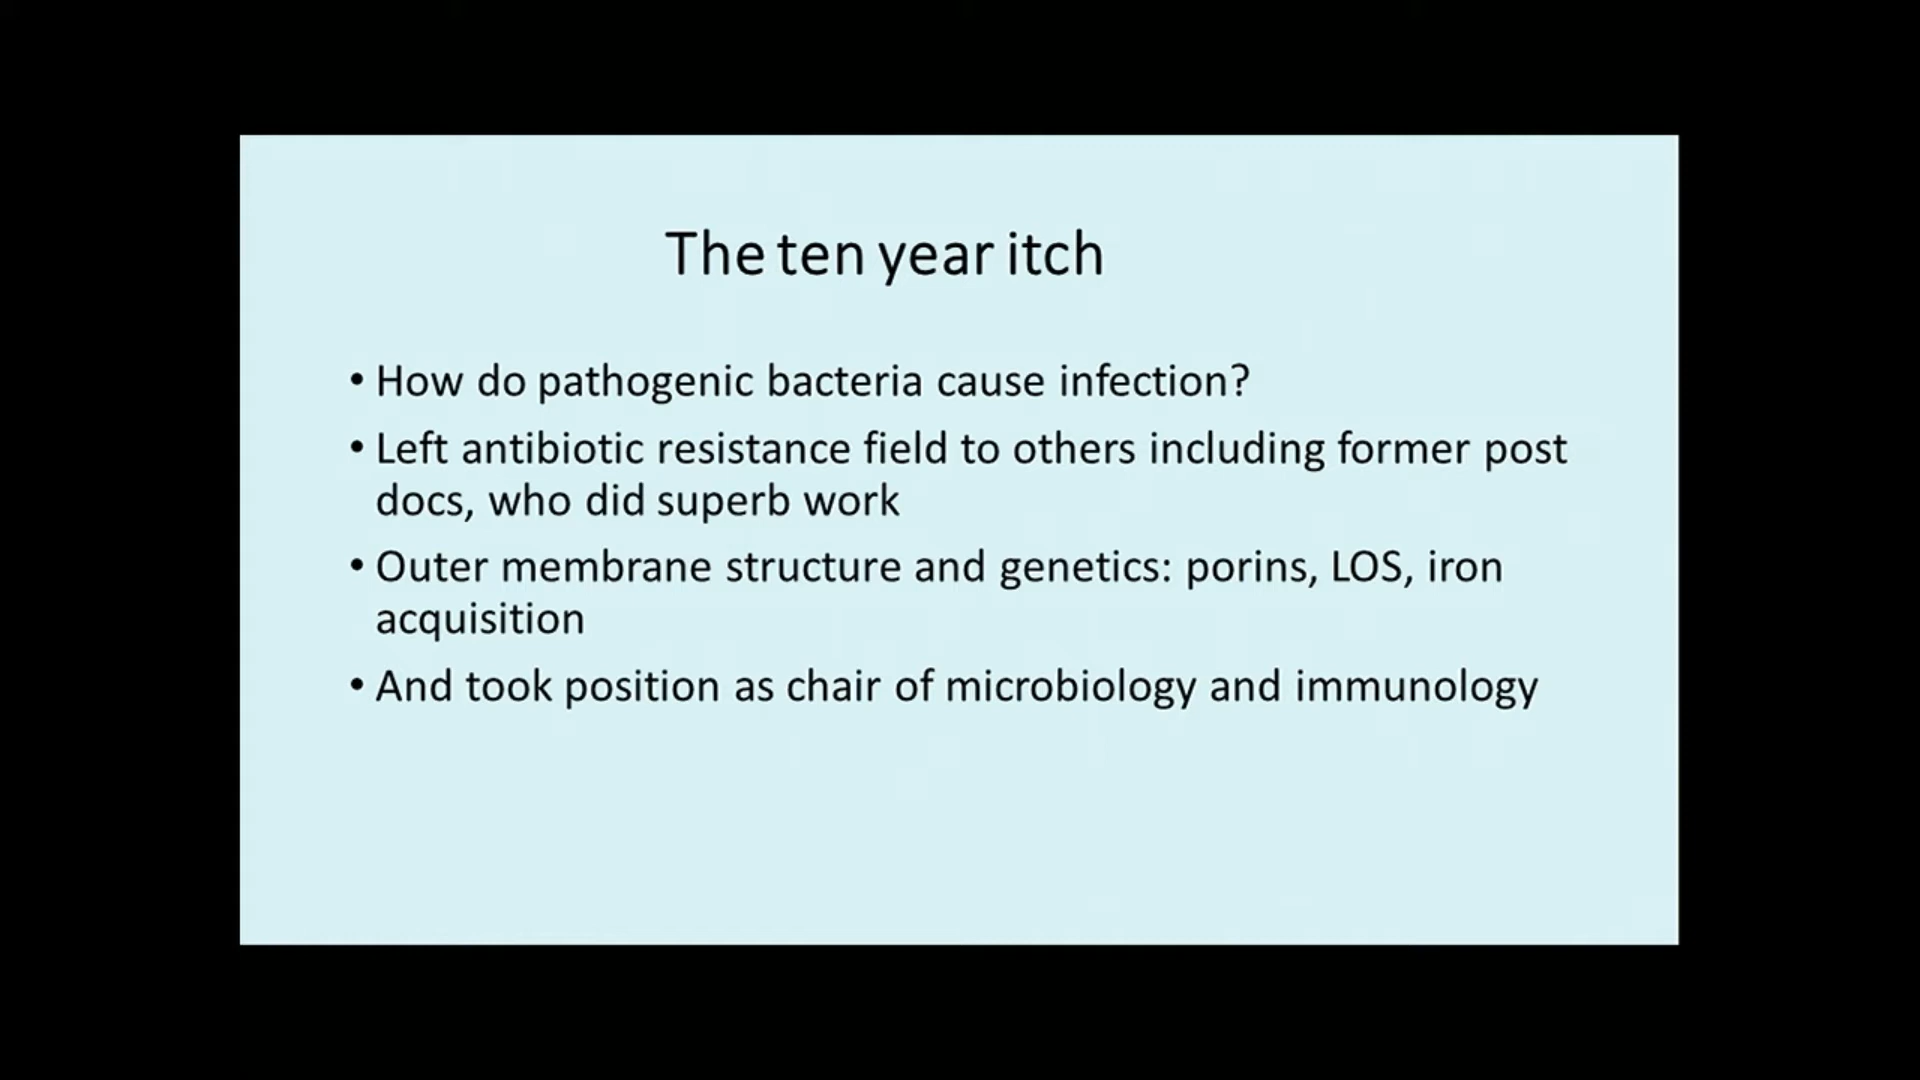 The ten year itch
• How do pathogenic bacteria cause infection?
• Left antibiotic resistance field to others including former post
docs, who did superb work
• Outer membrane structure and genetics: porins, LOS, iron
acquisition
• And took position as chair of microbiology and immunology